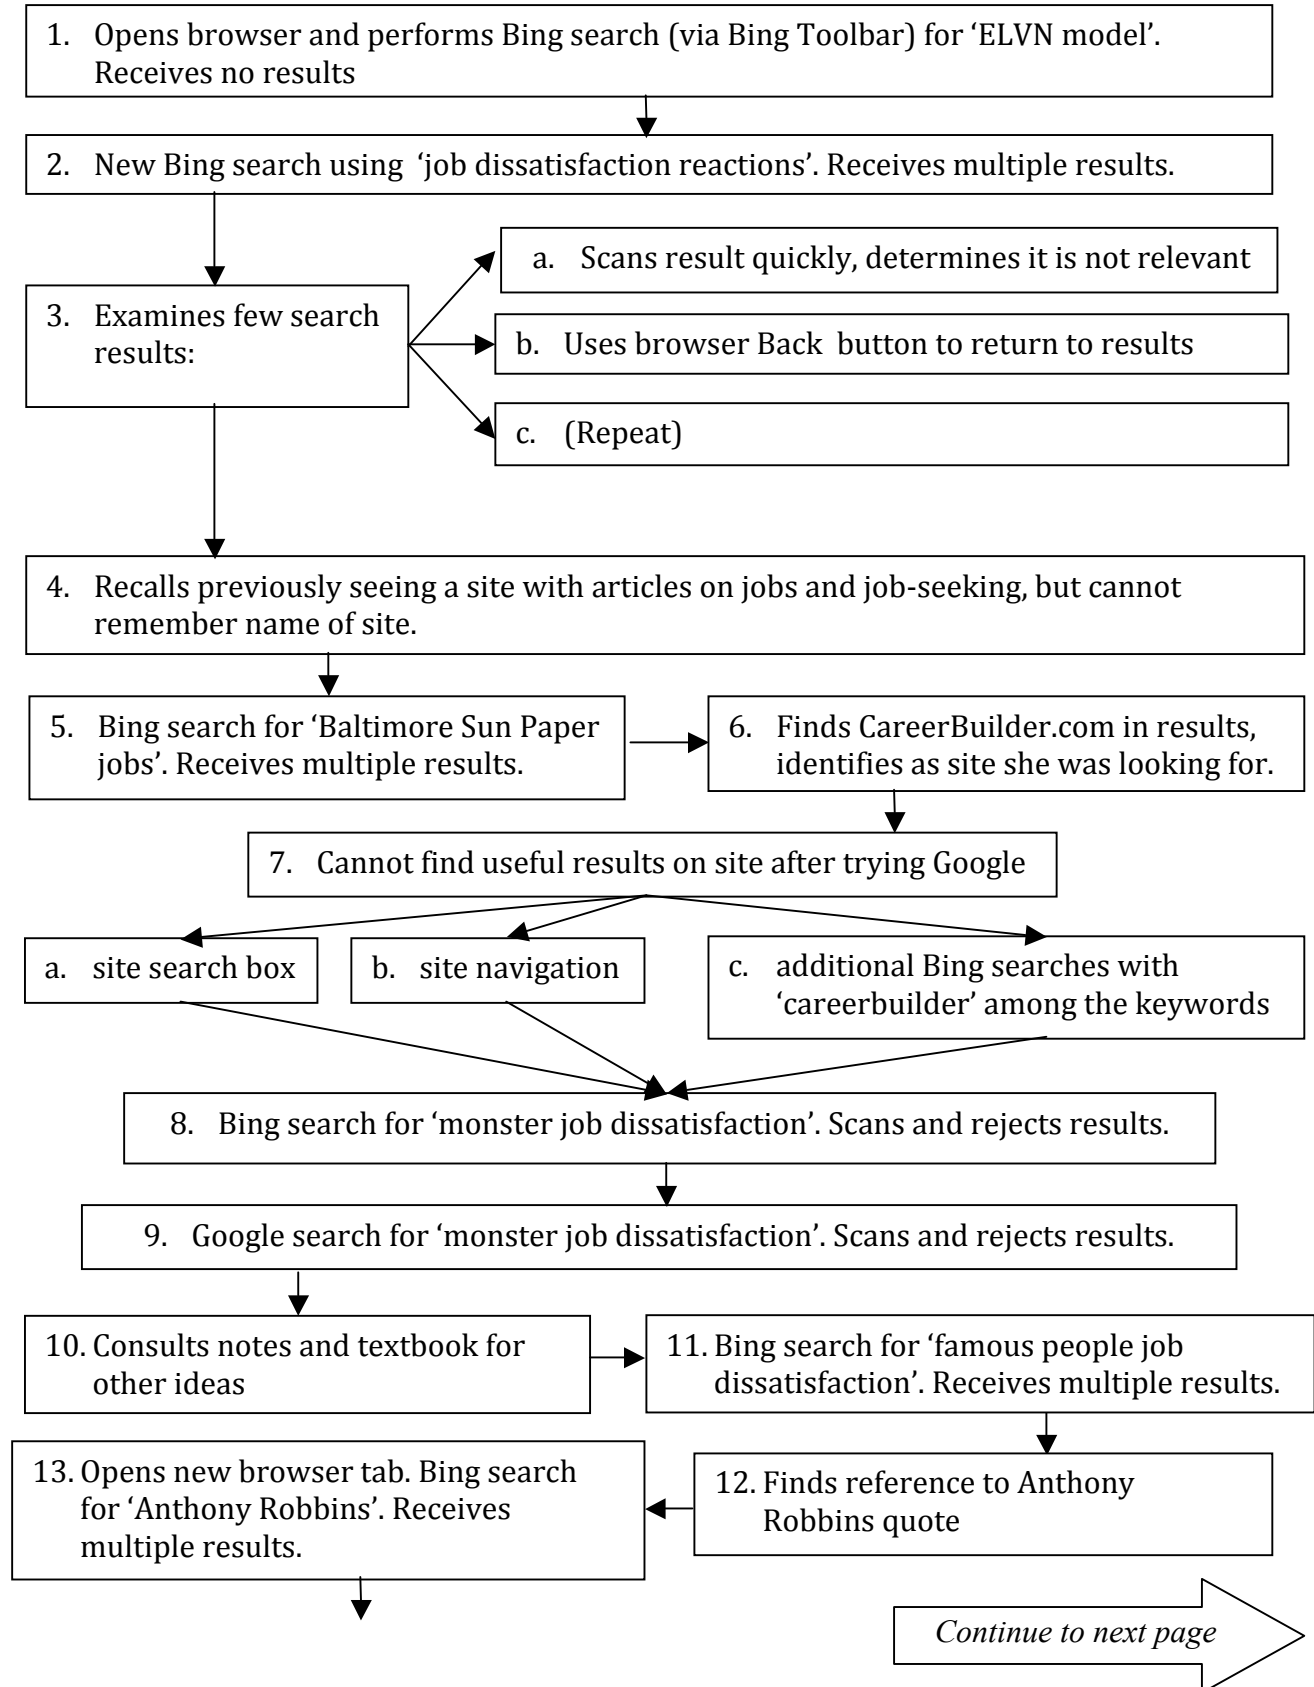 1. Opens browser and performs Bing search (via Bing Toolbar) for ‘ELVN model’.
Receives no results
2. New Bing search using ‘job dissatisfaction reactions’. Receives multiple results.
3. Examines few search
results:
a. Scans result quickly, determines it is not relevant
b. Uses browser Back button to return to results
c. (Repeat)
4. Recalls previously seeing a site with articles on jobs and job-seeking, but cannot
remember name of site.
5. Bing search for ‘Baltimore Sun Paper
jobs’. Receives multiple results.
6. Finds CareerBuilder.com in results,
identifies as site she was looking for.
7. Cannot find useful results on site after trying Google
a. site search box
b. site navigation
c. additional Bing searches with
‘careerbuilder’ among the keywords
8. Bing search for ‘monster job dissatisfaction’. Scans and rejects results.
9. Google search for ‘monster job dissatisfaction’. Scans and rejects results.
10. Consults notes and textbook for
other ideas
11. Bing search for ‘famous people job
dissatisfaction’. Receives multiple results.
12. Finds reference to Anthony
Robbins quote
13. Opens new browser tab. Bing search
for ‘Anthony Robbins’. Receives
multiple results.
Continue to next page